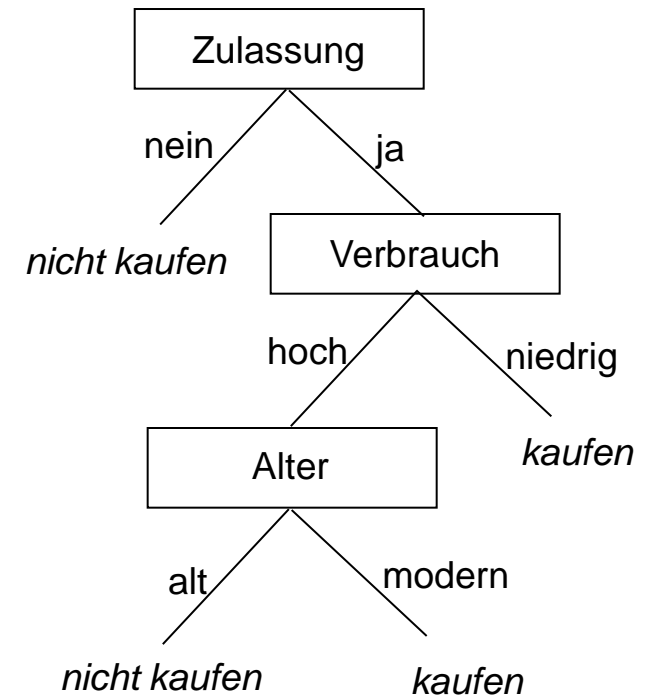 Zulassung
nein
ja
nicht kaufen
Verbrauch
hoch
niedrig
Alter
kaufen
alt
modern
nicht kaufen
kaufen